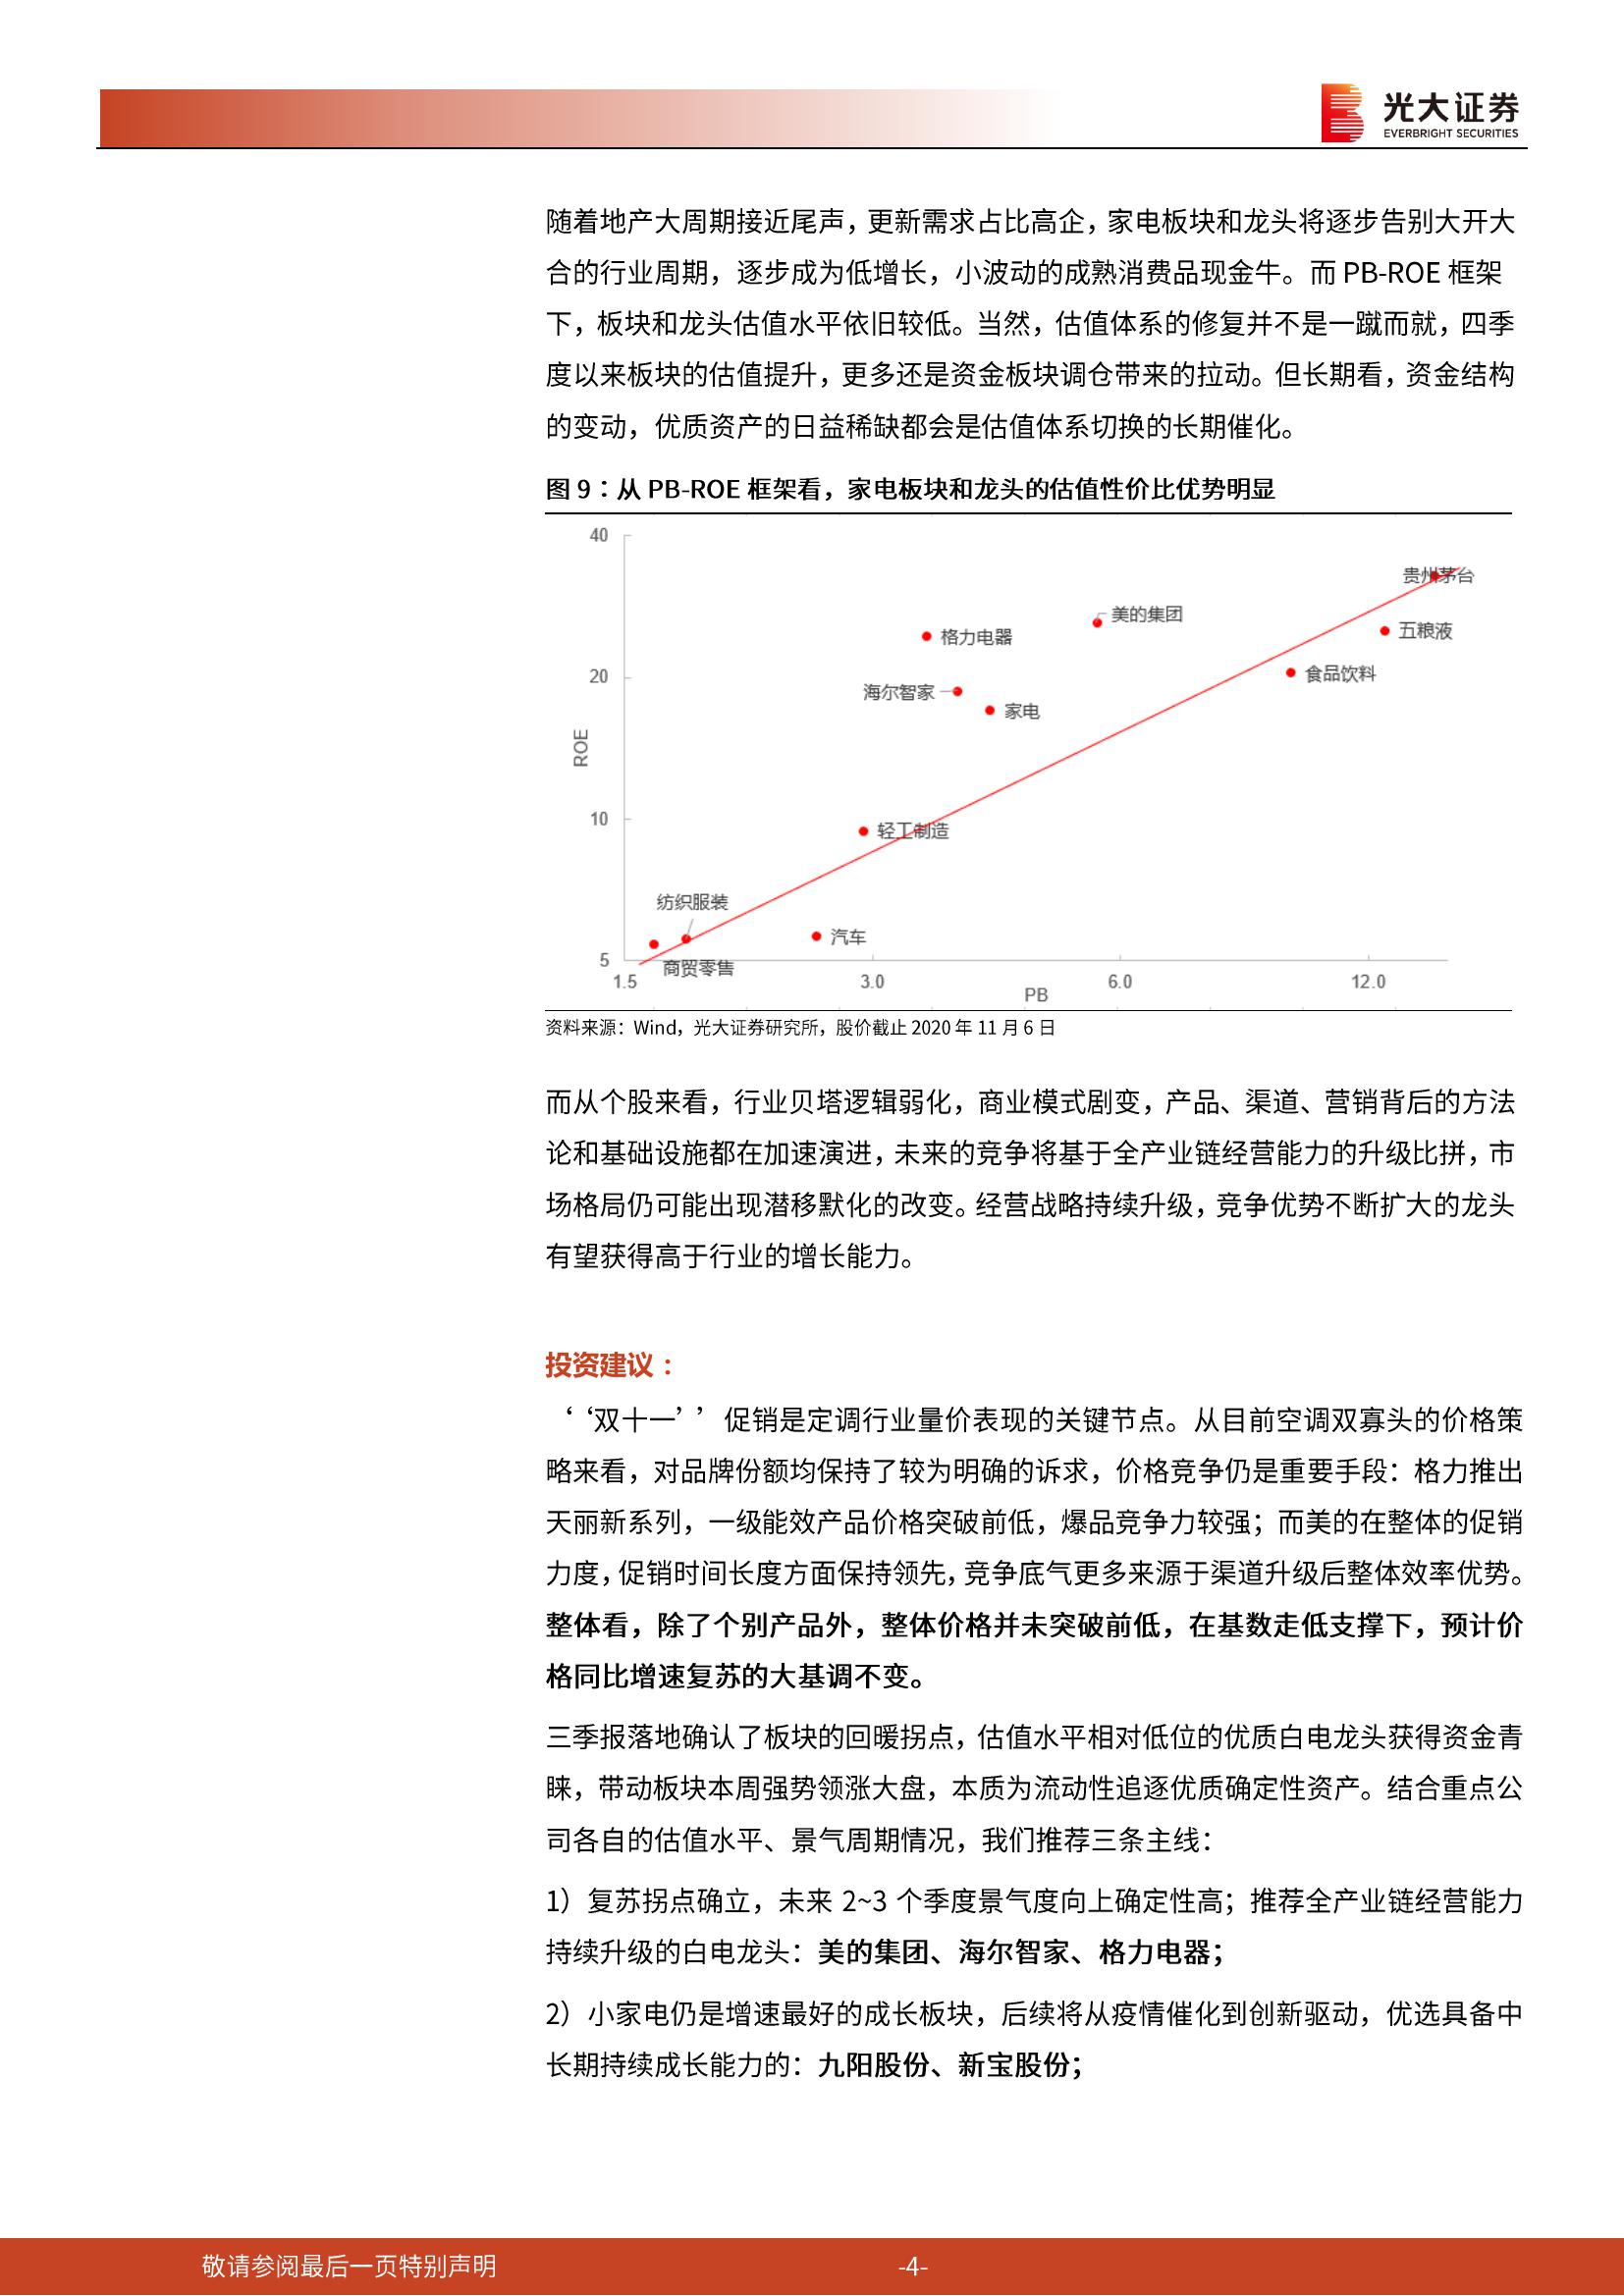 光大证券
EVERBRIGHT SECURITIES
随着地产大周期接近尾声，更新需求占比高企，家电板块和龙头将逐步告别大开大
合的行业周期，逐步成为低增长，小波动的成熟消费品现金牛。而 PB-ROE 框架
下，板块和龙头估值水平依旧较低。当然，估值体系的修复并不是一蹴而就，四季
度以来板块的估值提升，更多还是资金板块调仓带来的拉动。但长期看，资金结构
的变动，优质资产的日益稀缺都会是估值体系切换的长期催化。
图 9：从 PB-ROE 框架看，家电板块和龙头的估值性价比优势明显
40
贵州茅台
美的集团
五粮液
格力电器
20
食品饮料
海尔智家
家电
ROE
10
轻工制造
纺织服装
汽车
5
商贸零售
1.5
3.0
6.0
12.0
PB
资料来源：Wind，光大证券研究所，股价截止 2020 年 11 月 6 日
而从个股来看，行业贝塔逻辑弱化，商业模式剧变，产品、渠道、营销背后的方法
论和基础设施都在加速演进，未来的竞争将基于全产业链经营能力的升级比拼，市
场格局仍可能出现潜移默化的改变。经营战略持续升级，竞争优势不断扩大的龙头
有望获得高于行业的增长能力。
投资建议：
‘‘双十一’’促销是定调行业量价表现的关键节点。从目前空调双寡头的价格策
略来看，对品牌份额均保持了较为明确的诉求，价格竞争仍是重要手段：格力推出
天丽新系列，一级能效产品价格突破前低，爆品竞争力较强；而美的在整体的促销
力度，促销时间长度方面保持领先，竞争底气更多来源于渠道升级后整体效率优势。
整体看，除了个别产品外，整体价格并未突破前低，在基数走低支撑下，预计价
格同比增速复苏的大基调不变。
三季报落地确认了板块的回暖拐点，估值水平相对低位的优质白电龙头获得资金青
睐，带动板块本周强势领涨大盘，本质为流动性追逐优质确定性资产。结合重点公
司各自的估值水平、景气周期情况，我们推荐三条主线：
1）复苏拐点确立，未来 2~3 个季度景气度向上确定性高；推荐全产业链经营能力
持续升级的白电龙头：美的集团、海尔智家、格力电器；
2）小家电仍是增速最好的成长板块，后续将从疫情催化到创新驱动，优选具备中
长期持续成长能力的：九阳股份、新宝股份；
敬请参阅最后一页特别声明
-4-